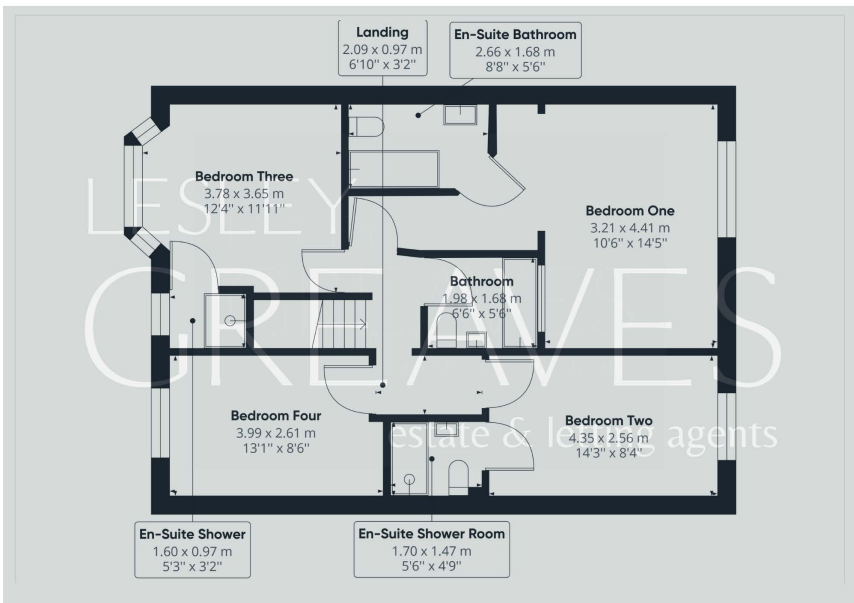 Landing
2.09 x 0.97 m
6'10" x 3'2"
En-Suite Bathroom
2.66 x 1.68 m
8'8" x 5'6"
Bedroom Three
3.78 x 3.65 m
12'4" x 11'11"
Bedroom One
3.21 x 4.41 m
10'6" x 14'5"
LESLEY
GREAVES
estate & letting agents
Bathroom
1.98 x 1.68 m
6'6" x 5'6"
Bedroom Four
3.99 x 2.61 m
13'1" x 8'6"
Bedroom Two
4.35 x 2.56 m
14'3" x 8'4"
En-Suite Shower
1.60 x 0.97 m
5'3" x 3'2"
En-Suite Shower Room
1.70 x 1.47 m
5'6" x 4'9"